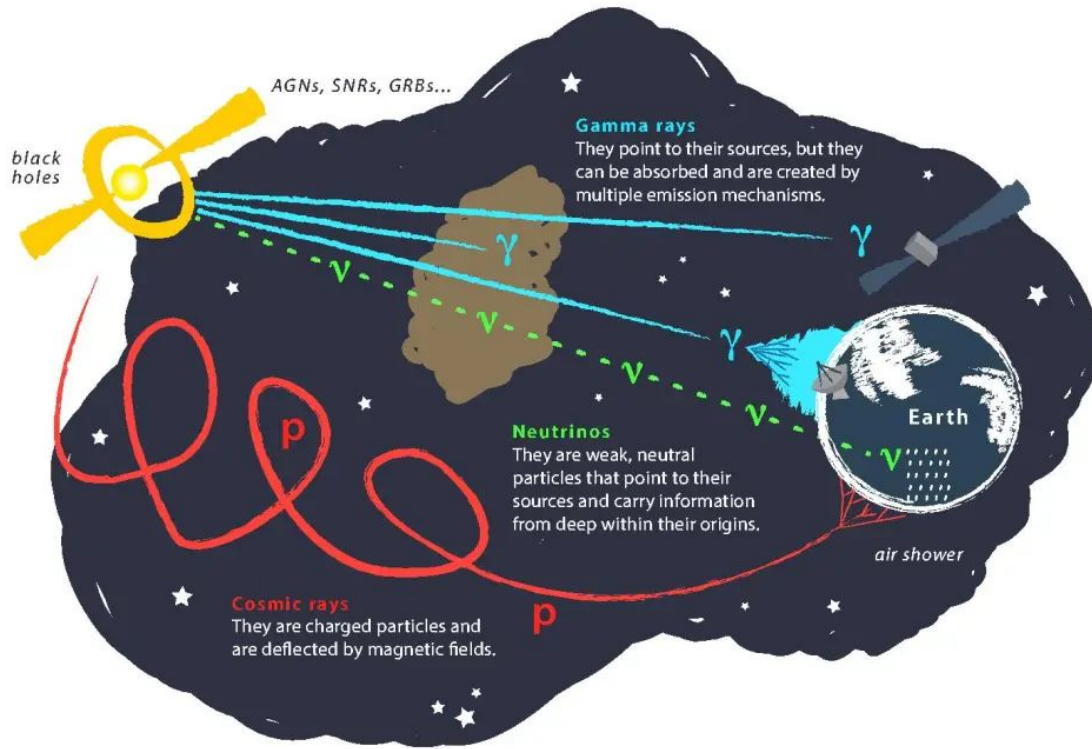 AGNs, SNRs, GRBs...
black
holes
Gamma rays
They point to their sources, but they
can be absorbed and are created by
multiple emission mechanisms.
γ
γ
ν
ν
γ
ν
ν
Earth
ν
p
Neutrinos
They are weak, neutral
particles that point to their
sources and carry information
from deep within their origins.
air shower
Cosmic rays
They are charged particles and
are deflected by magnetic fields.
p